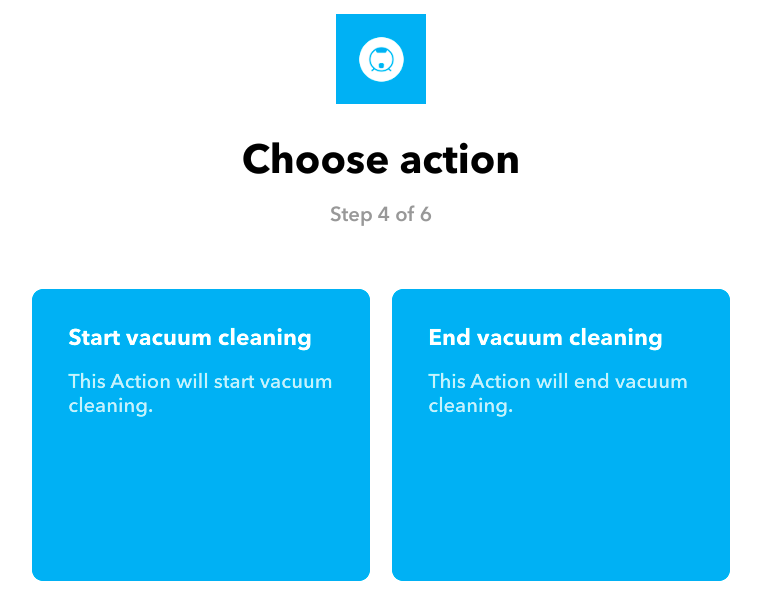 Choose action
Step 4 of 6
Start vacuum cleaning
This Action will start vacuum
cleaning.
End vacuum cleaning
This Action will end vacuum
cleaning.